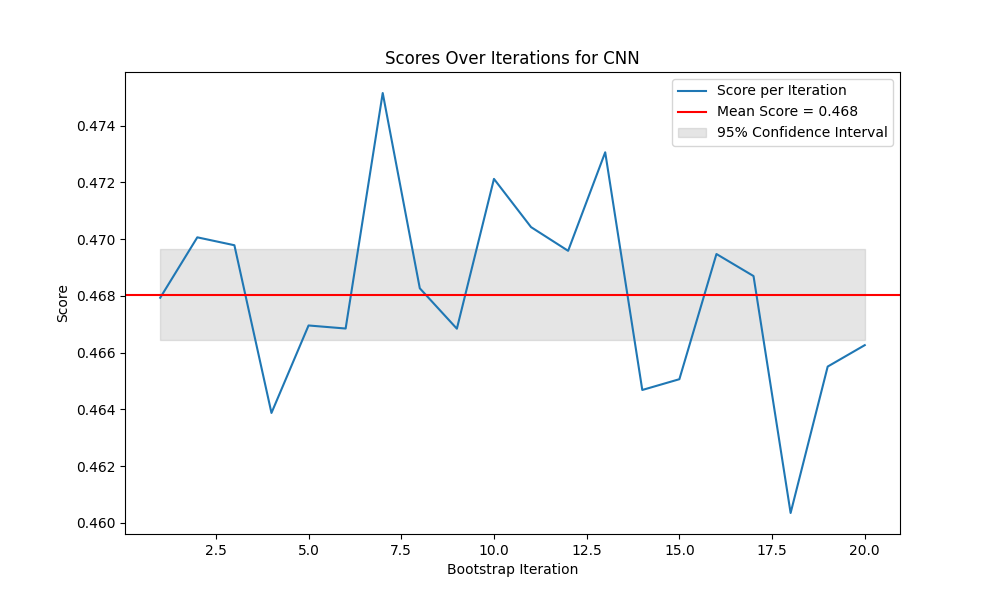 Scores Over Iterations for CNN
Score per Iteration
Mean Score = 0.468
95% Confidence Interval
0.474
0.472
0.470
0.468
0.466
0.464
0.462
0.460
Score
2.5
5.0
7.5
10.0
12.5
15.0
17.5
20.0
Bootstrap Iteration